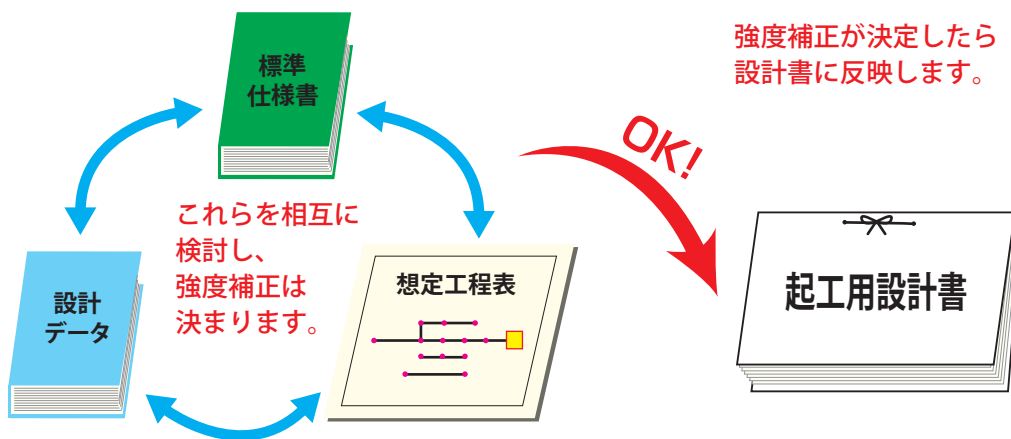 標準
仕様書
強度補正が決定したら
設計書に反映します。
OK!
これらを相互に
検討し、
強度補正は
決まります。
設計
データ
想定工程表
起工用設計書